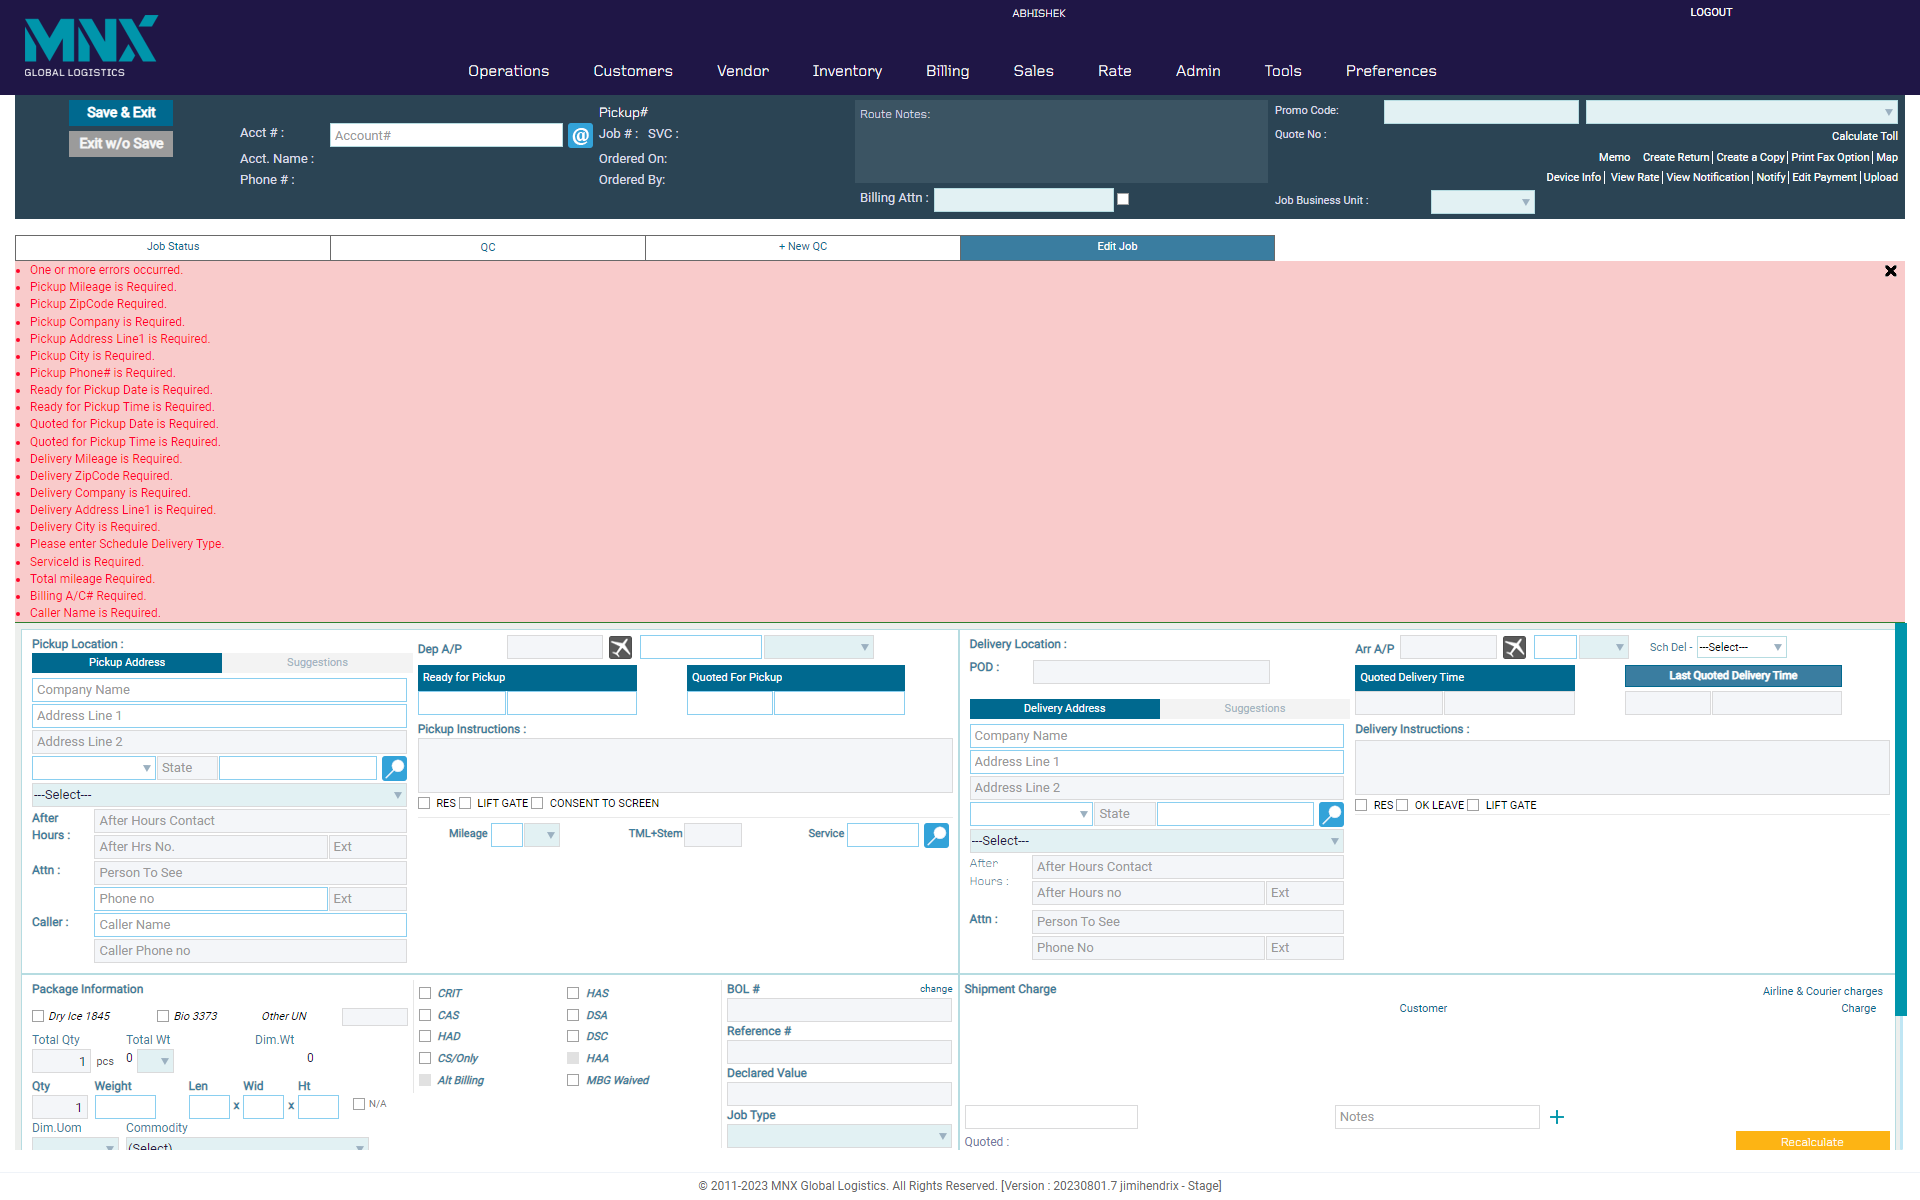 MNX
GLOBAL LOGISTICS
ABHISHEK
LOGOUT
Operations Customers Vendor Inventory Billing Sales Rate Admin Tools Preferences
Save & Exit
Exit w/o Save
Acct # :
Account#
@
Acct. Name :
Phone # :
Pickup#
Job # : SVC :
Ordered On:
Ordered By:
Route Notes:
Billing Attn :
Promo Code:
Quote No :
Calculate Toll
Memo Create Return| Create a Copy| Print Fax Option| Map
Device Info| View Rate| View Notification| Notify| Edit Payment| Upload
Job Business Unit :
Job Status QC + New QC Edit Job
One or more errors occurred.
Pickup Mileage is Required.
Pickup ZipCode Required.
Pickup Company is Required.
Pickup Address Line1 is Required.
Pickup City is Required.
Pickup Phone# is Required.
Ready for Pickup Date is Required.
Ready for Pickup Time is Required.
Quoted for Pickup Date is Required.
Quoted for Pickup Time is Required.
Delivery Mileage is Required.
Delivery ZipCode Required.
Delivery Company is Required.
Delivery Address Line1 is Required.
Delivery City is Required.
Please enter Schedule Delivery Type.
ServiceId is Required.
Total mileage Required.
Billing A/C# Required.
Caller Name is Required.
Pickup Location :
Pickup Address Suggestions
Company Name
Address Line 1
Address Line 2
State
---Select---
After Hours :
After Hours Contact
After Hrs No. Ext
Attn : Person To See
Phone no Ext
Caller : Caller Name
Caller Phone no
Dep A/P
Ready for Pickup Quoted For Pickup
Pickup Instructions :
RES LIFT GATE CONSENT TO SCREEN
Mileage TML+Stem Service
Delivery Location :
POD :
Delivery Address Suggestions
Company Name
Address Line 1
Address Line 2
State
---Select---
After Hours :
After Hours Contact
After Hours no Ext
Attn : Person To See
Phone No Ext
Arr A/P Sch Del - ---Select---
Quoted Delivery Time Last Quoted Delivery Time
Delivery Instructions :
RES OK LEAVE LIFT GATE
Package Information
Dry Ice 1845 Bio 3373 Other UN
Total Qty Total Wt Dim.Wt
1 pcs 0 0
Qty Weight Len Wid Ht
1 x x N/A
Dim.Uom Commodity
(Select)
CRIT HAS
CAS DSA
HAD DSC
CS/Only HAA
Alt Billing MBG Waived
BOL # change
Reference #
Declared Value
Job Type
Shipment Charge
Airline & Courier charges
Customer Charge
Notes +
Quoted :
Recalculate
© 2011-2023 MNX Global Logistics. All Rights Reserved. [Version : 20230801.7 jimihendrix - Stage]